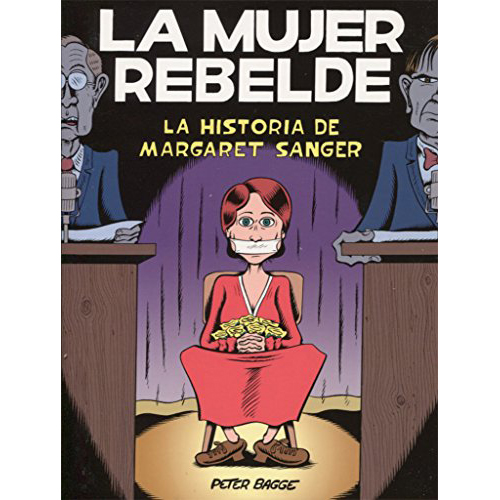 LA MUJER
REBELDE
LA HISTORIA DE
MARGARET SANGER
PETER BAGGE